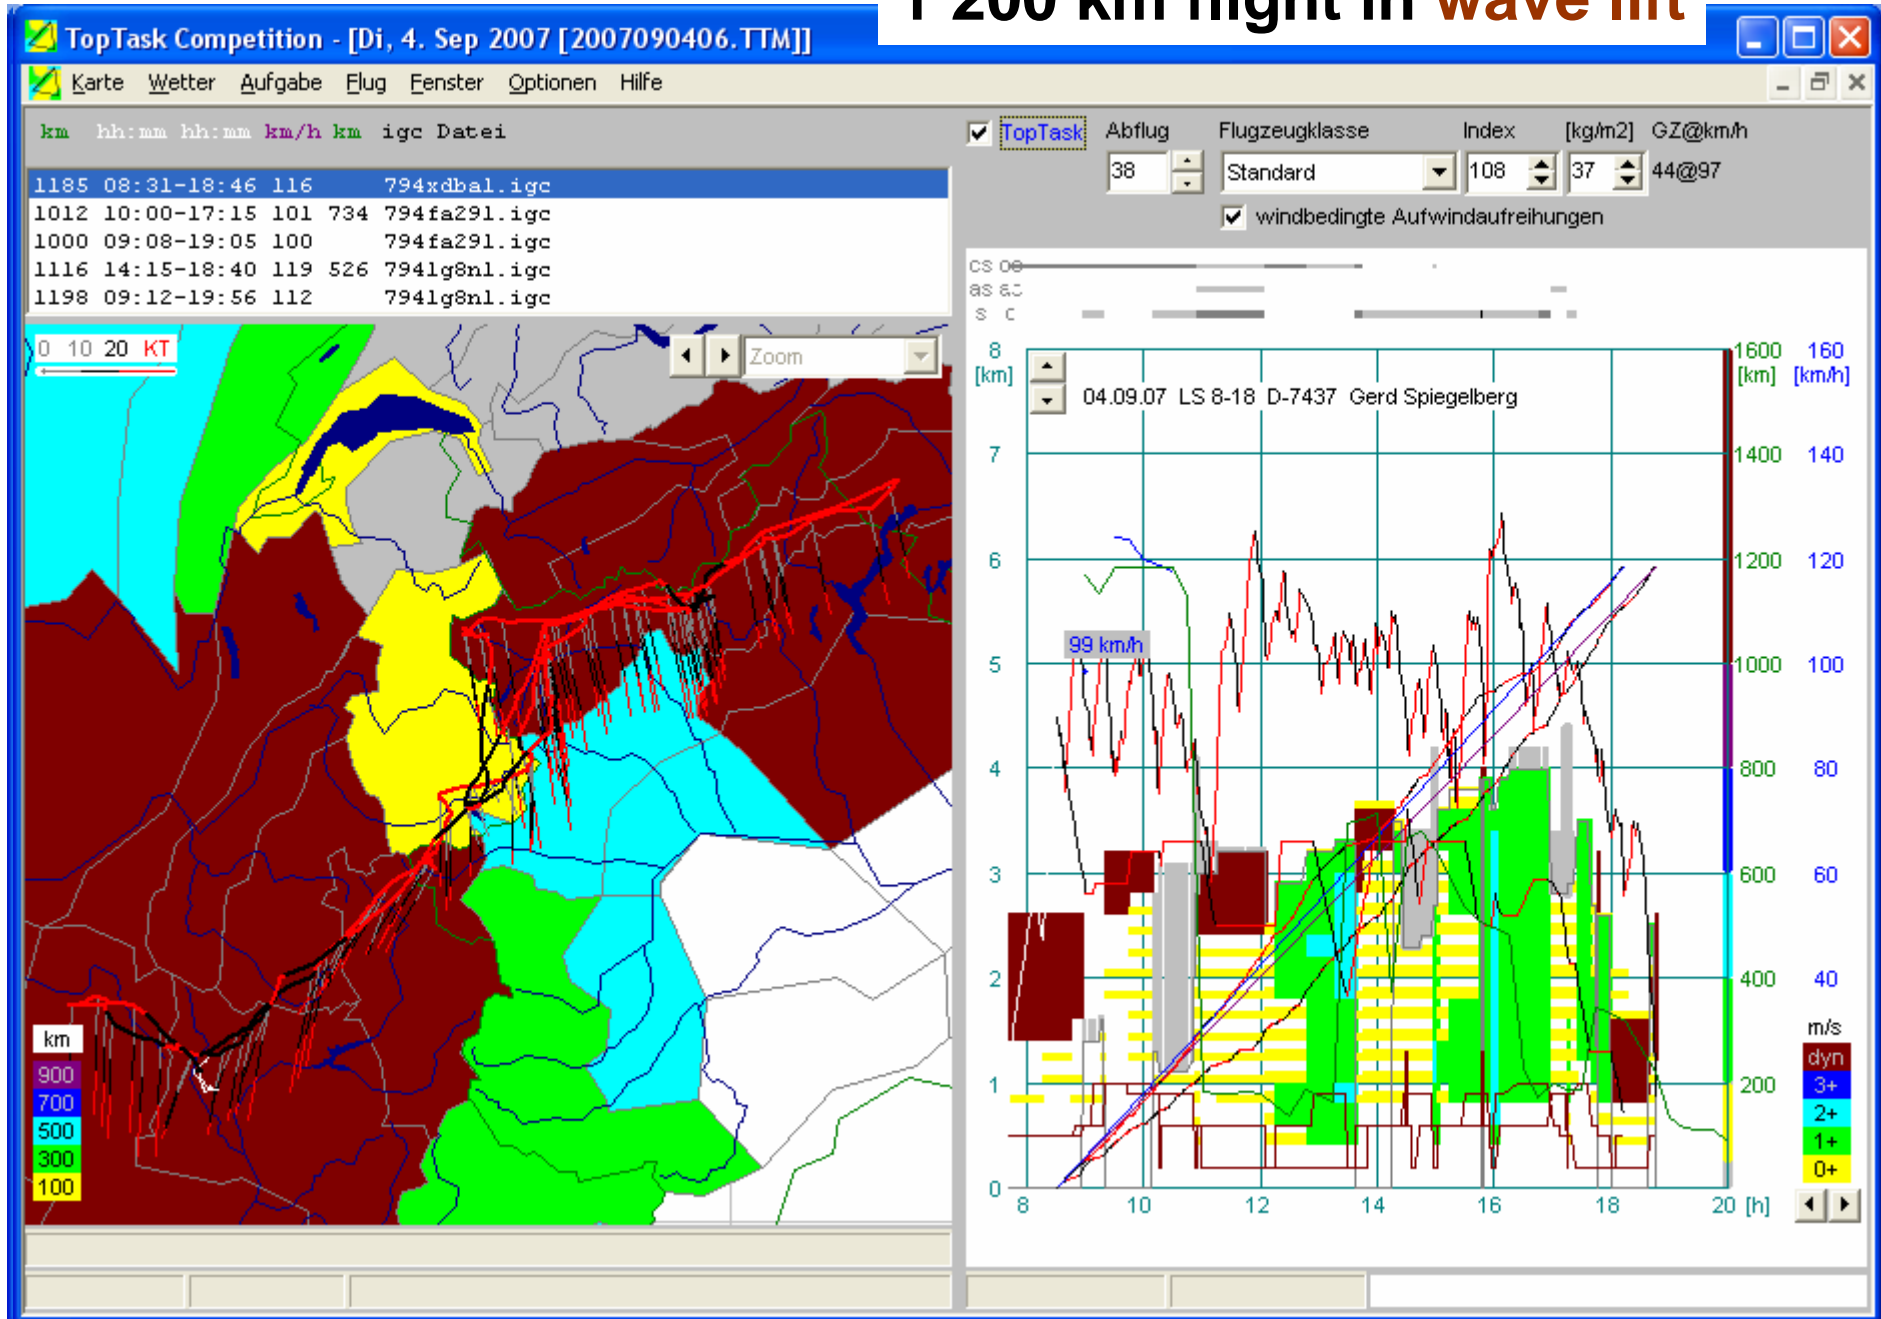 1 200 km flight in wave lift
TopTask Competition - [Di, 4. Sep 2007 [2007090406.TTM]]
Karte Wetter Aufgabe Flug Fenster Optionen Hilfe
km hh:mm hh:mm km/h km igc Datei
1185 08:31-18:46 116 794xdbal.igc
1012 10:00-17:15 101 734 794fa291.igc
1000 09:08-19:05 100 794fa291.igc
1116 14:15-18:40 119 526 7941g8nl.igc
1198 09:12-19:56 112 7941g8nl.igc
TopTask Abflug Flugzeugklasse Index [kg/m2] GZ@km/h
38 Standard 108 37 44@97
windbedingte Aufwindaufreihungen
0 10 20 KT
Zoom
km
900
700
500
300
100
cs
as
s
8 1600 160
[km] [km] [km/h]
04.09.07 LS 8-18 D-7437 Gerd Spiegelberg
7 1400 140
6 1200 120
99 km/h
5 1000 100
4 800 80
3 600 60
2 400 40
m/s
dyn
1 200 3+
2+
1+
0+
0
8 10 12 14 16 18 20 [h]